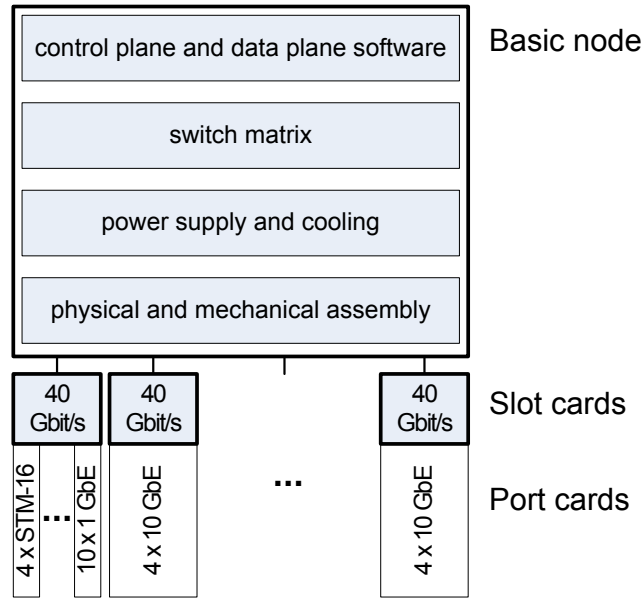 control plane and data plane software
Basic node
switch matrix
power supply and cooling
physical and mechanical assembly
40
Gbit/s
40
Gbit/s
40
Gbit/s
Slot cards
4 x STM-16
...
10 x 1 GbE
4 x 10 GbE
...
4 x 10 GbE
Port cards